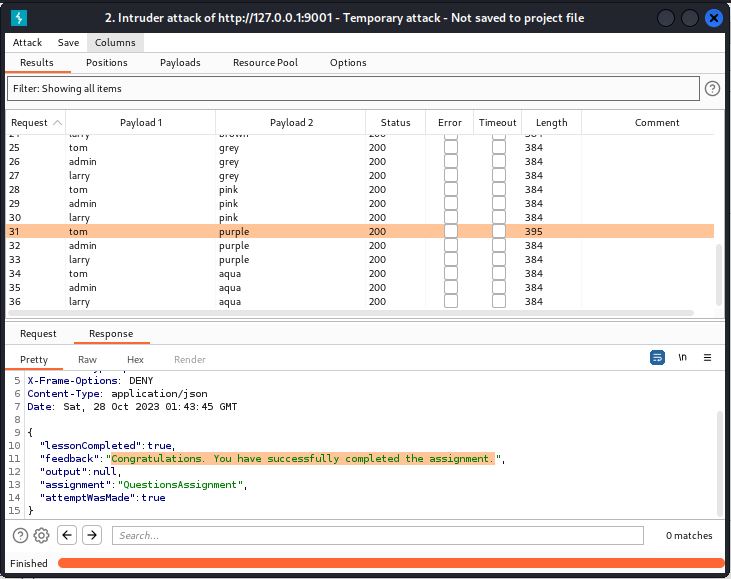 2. Intruder attack of http://127.0.0.1:9001 - Temporary attack - Not saved to project file
Attack Save Columns
Results Positions Payloads Resource Pool Options
Filter: Showing all items
Request Payload 1 Payload 2 Status Error Timeout Length Comment
24 larry brown 200 384
25 tom grey 200 384
26 admin grey 200 384
27 larry grey 200 384
28 tom pink 200 384
29 admin pink 200 384
30 larry pink 200 384
31 tom purple 200 395
32 admin purple 200 384
33 larry purple 200 384
34 tom aqua 200 384
35 admin aqua 200 384
36 larry aqua 200 384
Request Response
Pretty Raw Hex Render
\n
5 X-Frame-Options: DENY
6 Content-Type: application/json
7 Date: Sat, 28 Oct 2023 01:43:45 GMT
8
9 {
10 "lessonCompleted":true,
11 "feedback":"Congratulations. You have successfully completed the assignment.",
12 "output":null,
13 "assignment":"QuestionsAssignment",
14 "attemptWasMade":true
15 }
Search...
0 matches
Finished